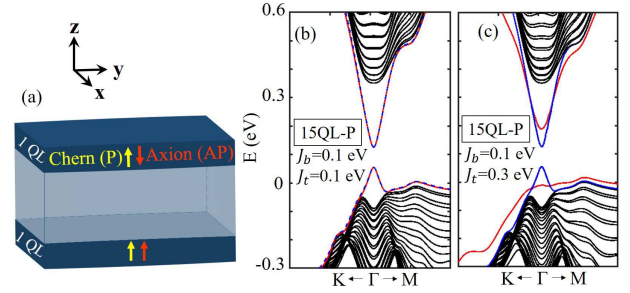 z
y
x
(a)
1 QL
Chern (P) Axion (AP)
1 QL
E (eV)
0.6
0.3
0
-0.3
(b)
15QL-P
J_b=0.1 eV
J_t=0.1 eV
K ← Γ → M
(c)
15QL-P
J_b=0.1 eV
J_t=0.3 eV
K ← Γ → M